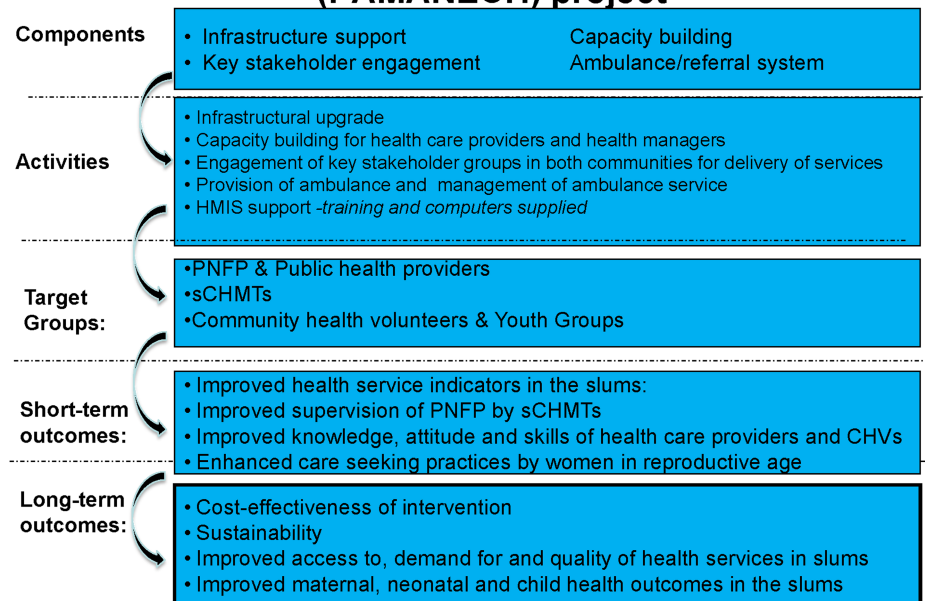 (PAMANECH) project
Components
• Infrastructure support Capacity building
• Key stakeholder engagement Ambulance/referral system
Activities
• Infrastructural upgrade
• Capacity building for health care providers and health managers
• Engagement of key stakeholder groups in both communities for delivery of services
• Provision of ambulance and management of ambulance service
• HMIS support -training and computers supplied
Target
Groups:
•PNFP & Public health providers
•sCHMTs
•Community health volunteers & Youth Groups
Short-term
outcomes:
• Improved health service indicators in the slums:
• Improved supervision of PNFP by sCHMTs
• Improved knowledge, attitude and skills of health care providers and CHVs
• Enhanced care seeking practices by women in reproductive age
Long-term
outcomes:
• Cost-effectiveness of intervention
• Sustainability
• Improved access to, demand for and quality of health services in slums
• Improved maternal, neonatal and child health outcomes in the slums